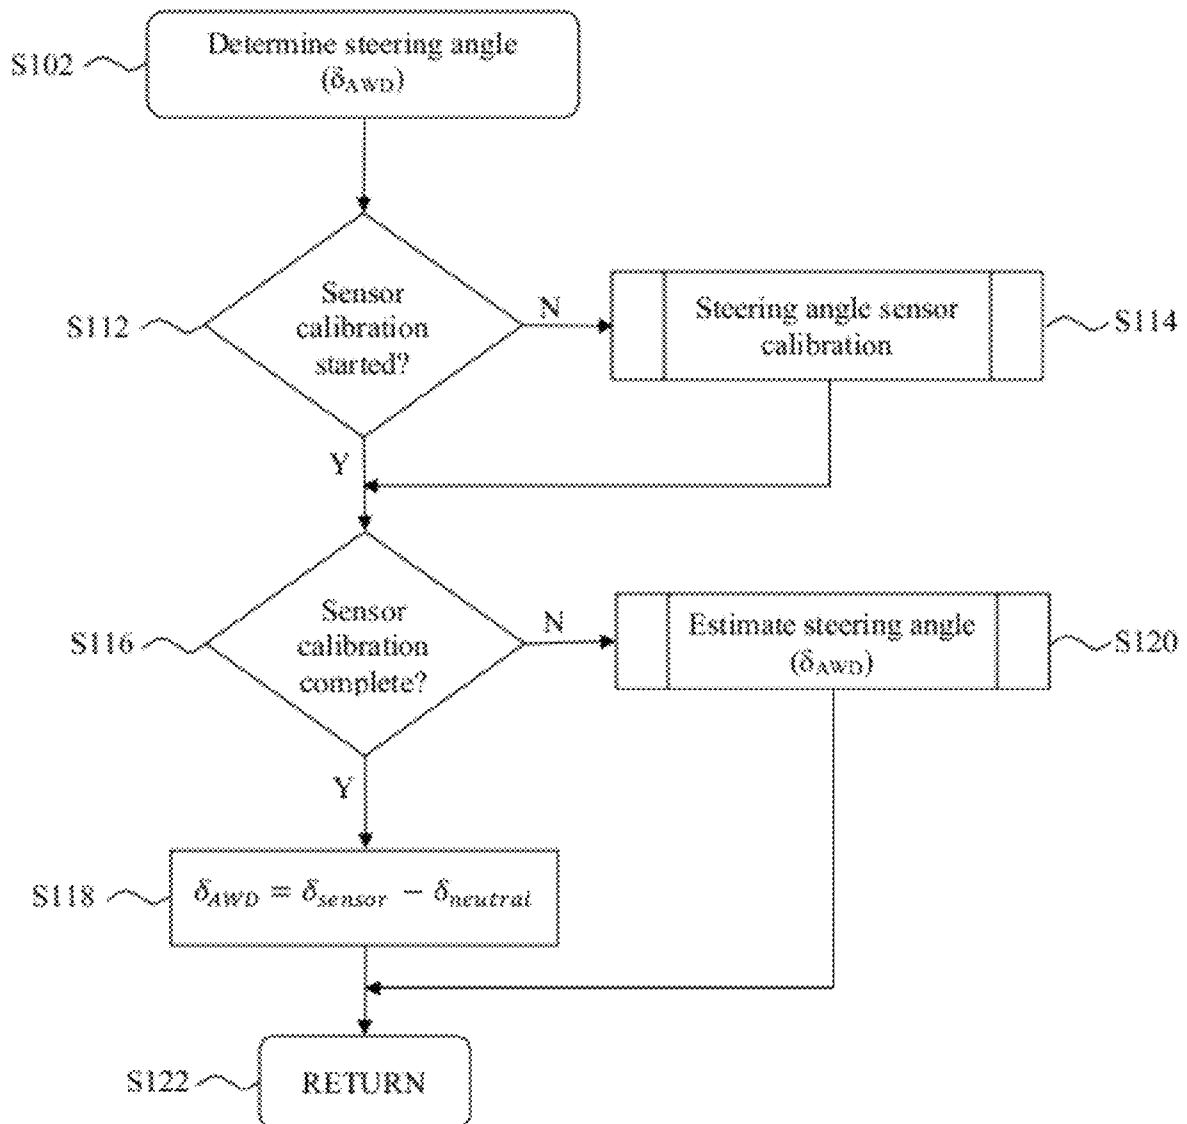 Determine steering angle
(δAWD)
S102
Sensor
calibration
started?
S112
N
Steering angle sensor
calibration
S114
Y
Sensor
calibration
complete?
S116
N
Estimate steering angle
(δAWD)
S120
Y
S118
δAWD = δsensor − δneutral
S122
RETURN